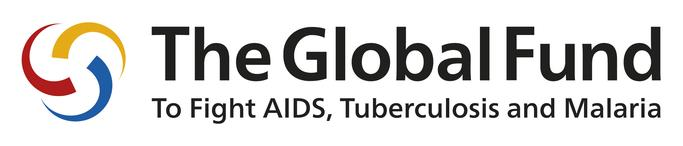 The Global Fund
To Fight AIDS, Tuberculosis and Malaria